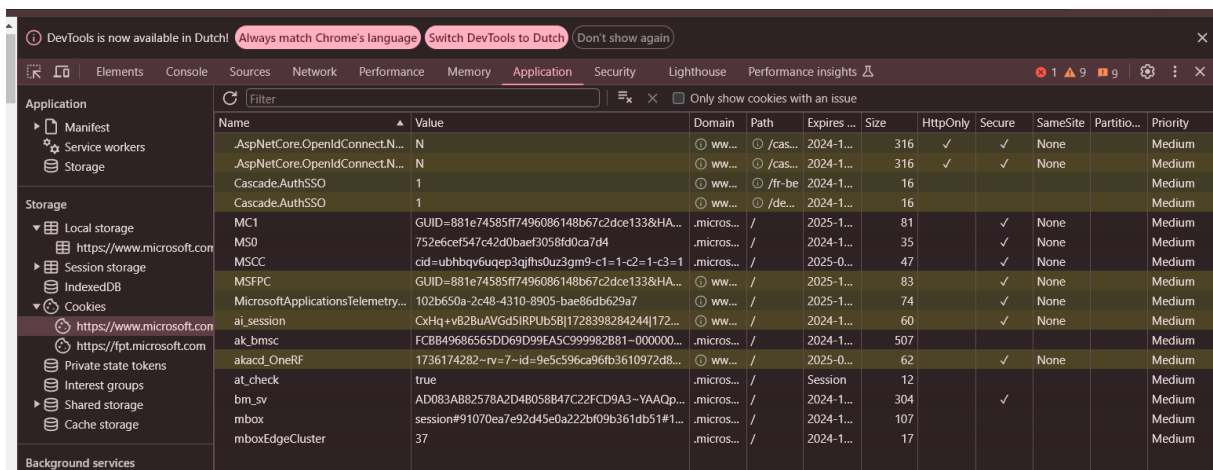 DevTools is now available in Dutch! Always match Chrome's language Switch DevTools to Dutch Don't show again
Elements Console Sources Network Performance Memory Application Security Lighthouse Performance insights 1 9 9
Application
Manifest
Service workers
Storage
Storage
Local storage
https://www.microsoft.com
Session storage
IndexedDB
Cookies
https://www.microsoft.com
https://fpt.microsoft.com
Private state tokens
Interest groups
Shared storage
Cache storage
Background services
Filter Only show cookies with an issue
Name Value Domain Path Expires ... Size HttpOnly Secure SameSite Partitio... Priority
.AspNetCore.OpenIdConnect.N... N ww... /cas... 2024-1... 316 ✓ ✓ None Medium
.AspNetCore.OpenIdConnect.N... N ww... /cas... 2024-1... 316 ✓ ✓ None Medium
Cascade.AuthSSO 1 ww... /fr-be 2024-1... 16 Medium
Cascade.AuthSSO 1 ww... /de... 2024-1... 16 Medium
MC1 GUID=881e74585ff7496086148b67c2dce133&HA... .micros... / 2025-1... 81 ✓ None Medium
MS0 752e6cef547c42d0baef3058fd0ca7d4 .micros... / 2024-1... 35 ✓ None Medium
MSCC cid=ubhbqv6uqep3qjfhs0uz3gm9-c1=1-c2=1-c3=1 .micros... / 2025-0... 47 ✓ None Medium
MSFPC GUID=881e74585ff7496086148b67c2dce133&HA... ww... / 2025-1... 83 ✓ None Medium
MicrosoftApplicationsTelemetry... 102b650a-2c48-4310-8905-bae86db629a7 ww... / 2025-1... 74 ✓ None Medium
ai_session CxHq+vB2BuAVGd5IRPUb5B|1728398284244|172... ww... / 2024-1... 60 ✓ None Medium
ak_bmsc FCBB49686565DD69D99EA5C999982B81~000000... .micros... / 2024-1... 507 Medium
akacd_OneRF 1736174282~rv=7~id=9e5c596ca96fb3610972d8... ww... / 2025-0... 62 ✓ None Medium
at_check true .micros... / Session 12 Medium
bm_sv AD083AB82578A2D4B058B47C22FCD9A3~YAAQp... .micros... / 2024-1... 304 ✓ Medium
mbox session#91070ea7e92d45e0a222bf09b361db51#1... .micros... / 2024-1... 107 Medium
mboxEdgeCluster 37 .micros... / 2024-1... 17 Medium